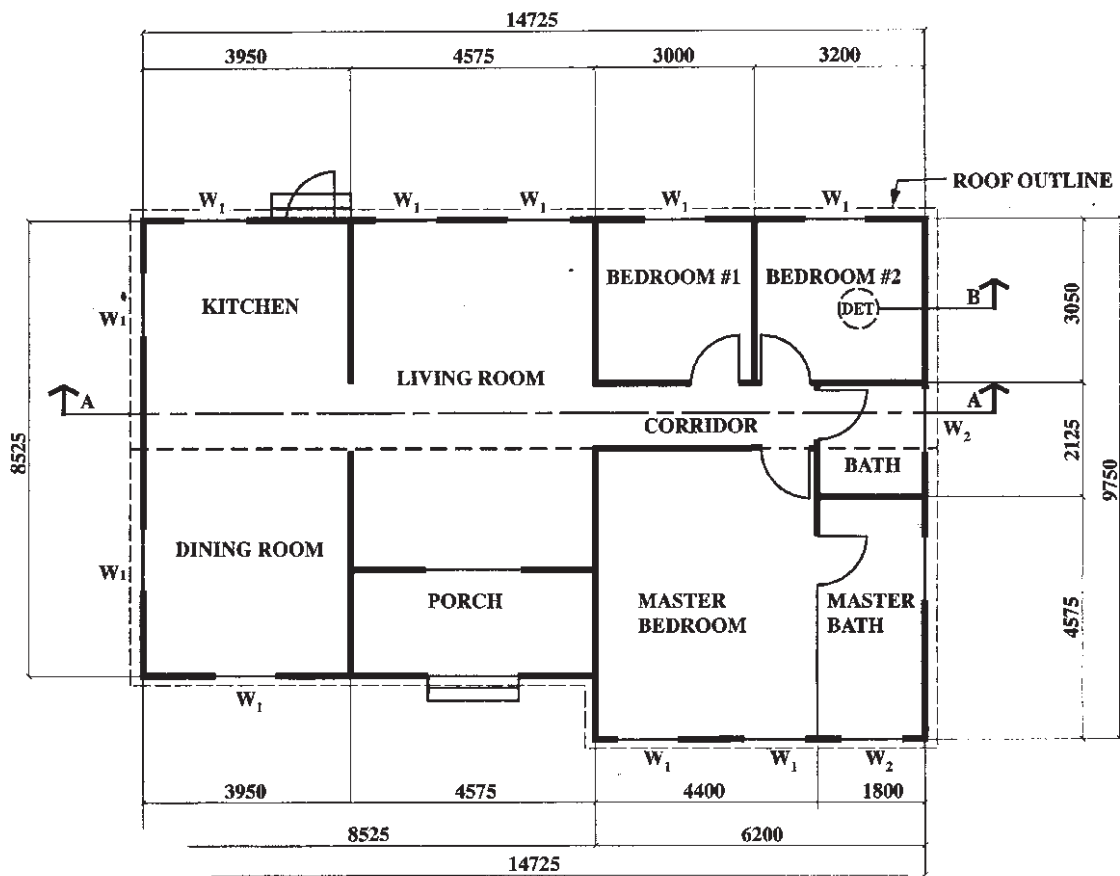 14725
3950 4575 3000 3200
W1 W1 W1 W1 W1 ROOF OUTLINE
KITCHEN BEDROOM #1 BEDROOM #2 B
DET
W1
3050
LIVING ROOM
A A
CORRIDOR W2
BATH
2125
8525
9750
DINING ROOM
W1
PORCH MASTER BEDROOM MASTER BATH
4575
W1
W1 W1 W2
3950 4575 4400 1800
8525 6200
14725